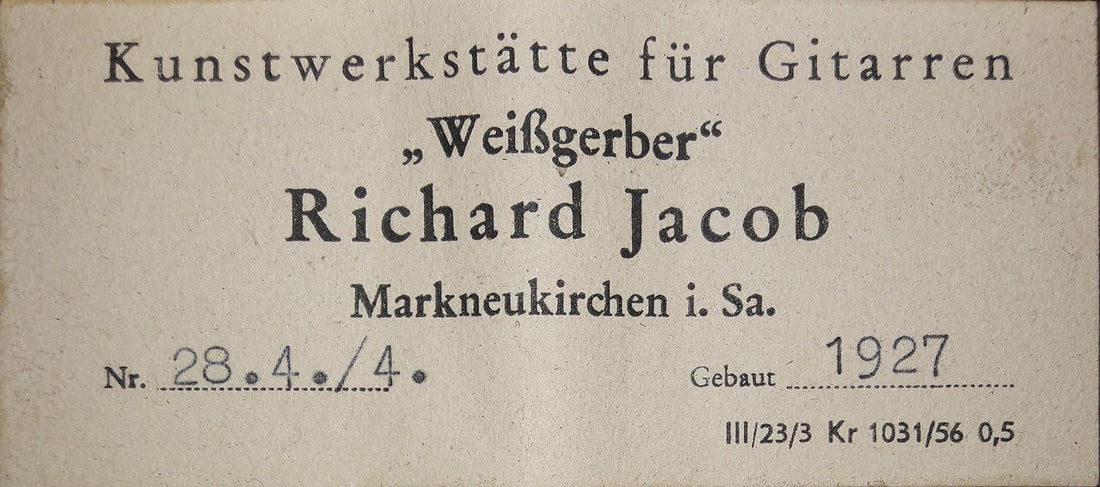 Kunstwerkstätte für Gitarren
„Weißgerber“
Richard Jacob
Markneukirchen i. Sa.
Nr. 28.4./4. Gebaut 1927
III/23/3 Kr 1031/56 0,5